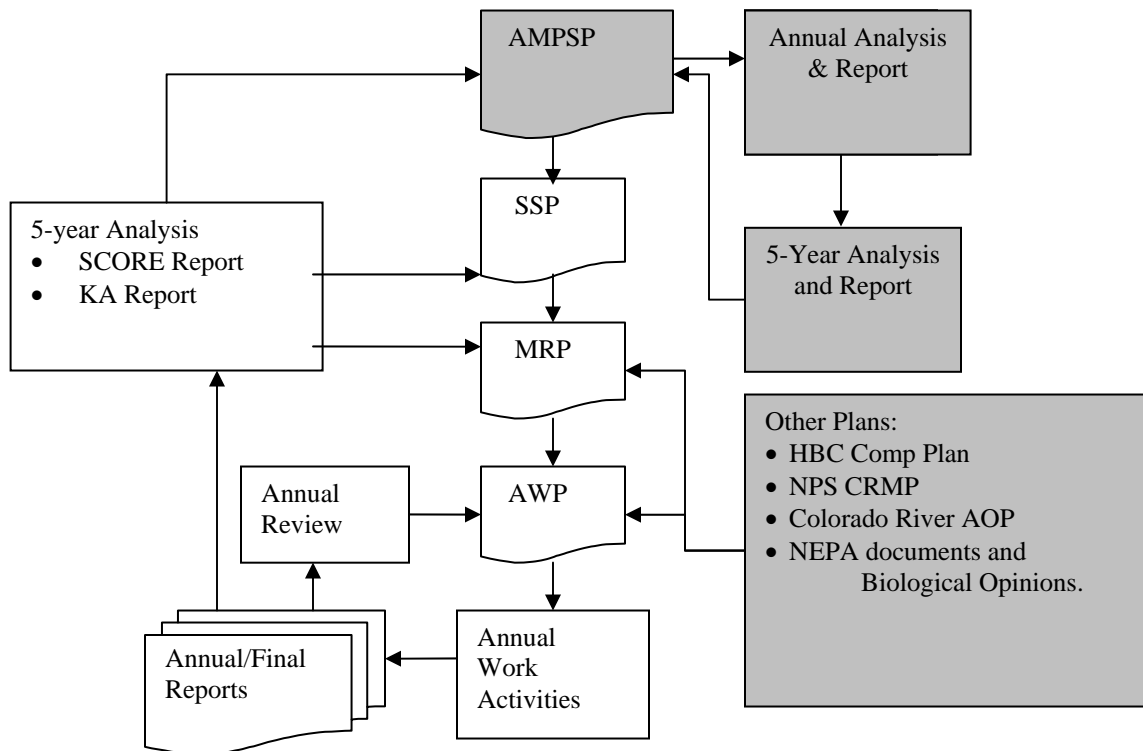 AMPSP
Annual Analysis
& Report
SSP
5-year Analysis
• SCORE Report
• KA Report
5-Year Analysis
and Report
MRP
Other Plans:
• HBC Comp Plan
• NPS CRMP
• Colorado River AOP
• NEPA documents and
Biological Opinions.
Annual
Review
AWP
Annual/Final
Reports
Annual
Work
Activities